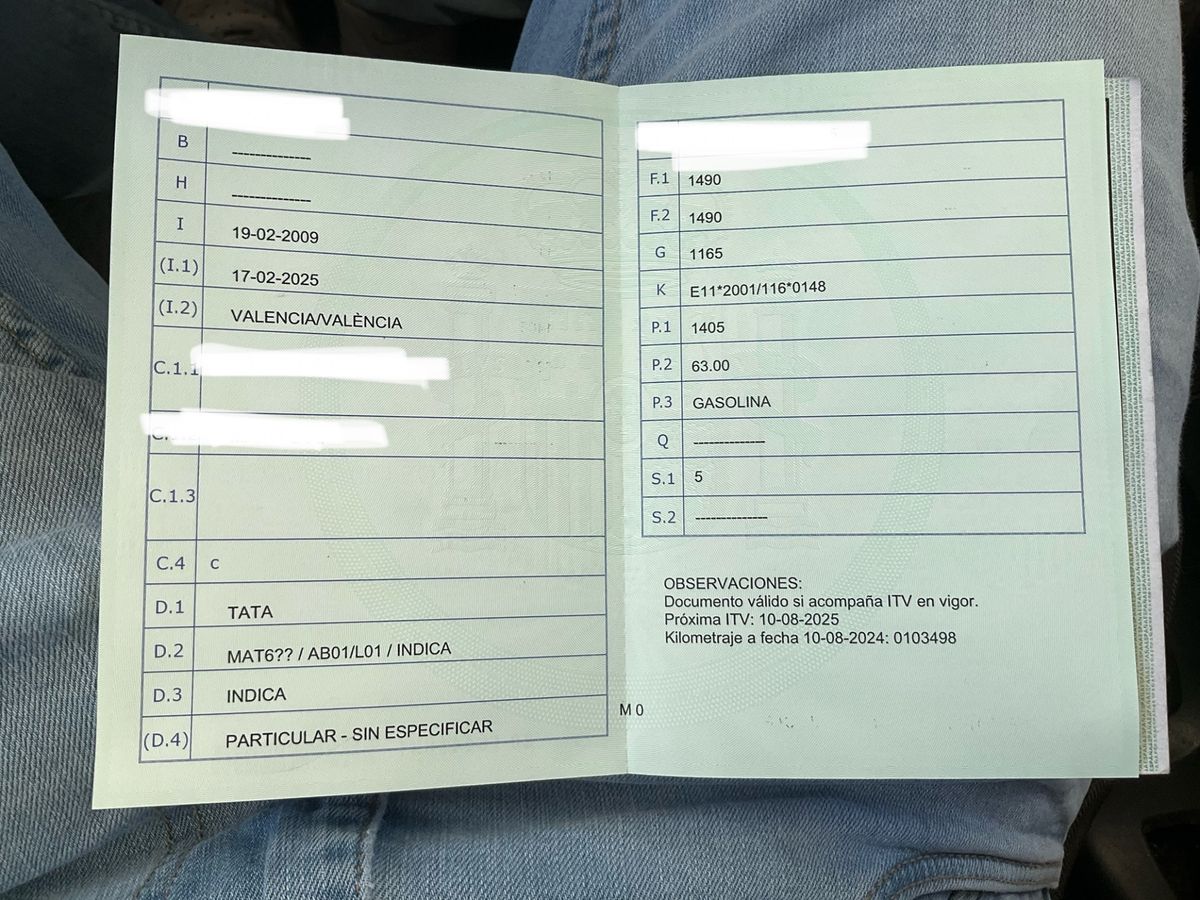 B --------------
H --------------
I 19-02-2009
(I.1) 17-02-2025
(I.2) VALENCIA/VALÈNCIA
C.1.1
C.1.3
C.4 c
D.1 TATA
D.2 MAT6?? / AB01/L01 / INDICA
D.3 INDICA
(D.4) PARTICULAR - SIN ESPECIFICAR
F.1 1490
F.2 1490
G 1165
K E11*2001/116*0148
P.1 1405
P.2 63.00
P.3 GASOLINA
Q --------------
S.1 5
S.2 --------------
OBSERVACIONES:
Documento válido si acompaña ITV en vigor.
Próxima ITV: 10-08-2025
Kilometraje a fecha 10-08-2024: 0103498
M 0